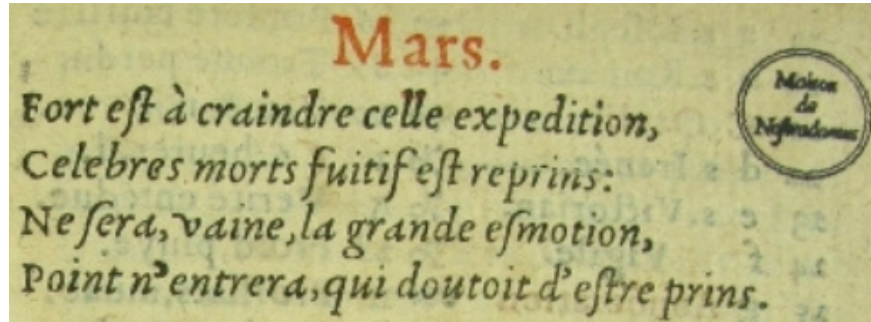 Mars.
Fort eſt à craindre celle expedition,
Celebres morts fuitif eſt reprins:
Ne ſera, vaine, la grande eſmotion,
Point n'entrera, qui doutoit d'eſtre prins.
Maison
de
Nostradamus